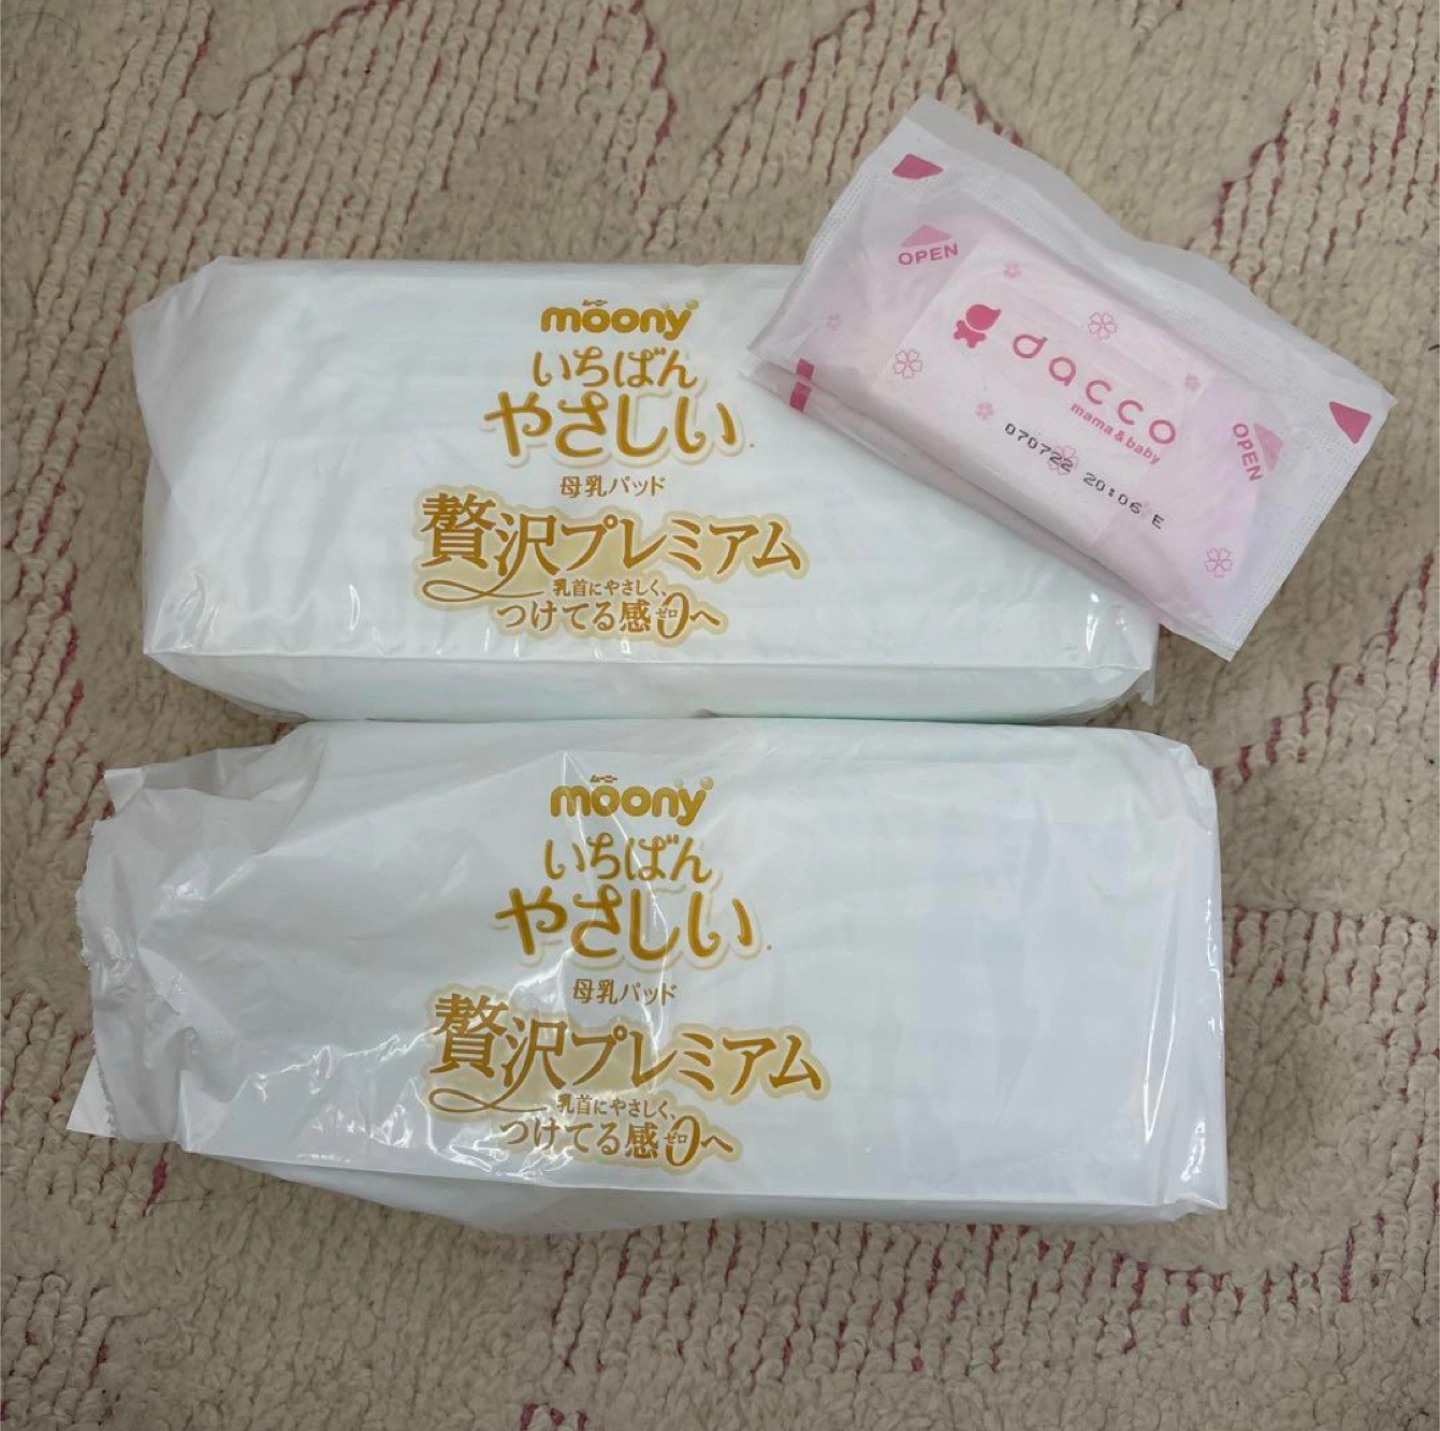 ムーニー
moony
いちばん
やさしい
母乳パッド
贅沢プレミアム
乳首にやさしく、
つけてる感0ゼロへ
OPEN
dacco
mama & baby
070722 20:06 E
OPEN
ムーニー
moony
いちばん
やさしい
母乳パッド
贅沢プレミアム
乳首にやさしく、
つけてる感0ゼロへ